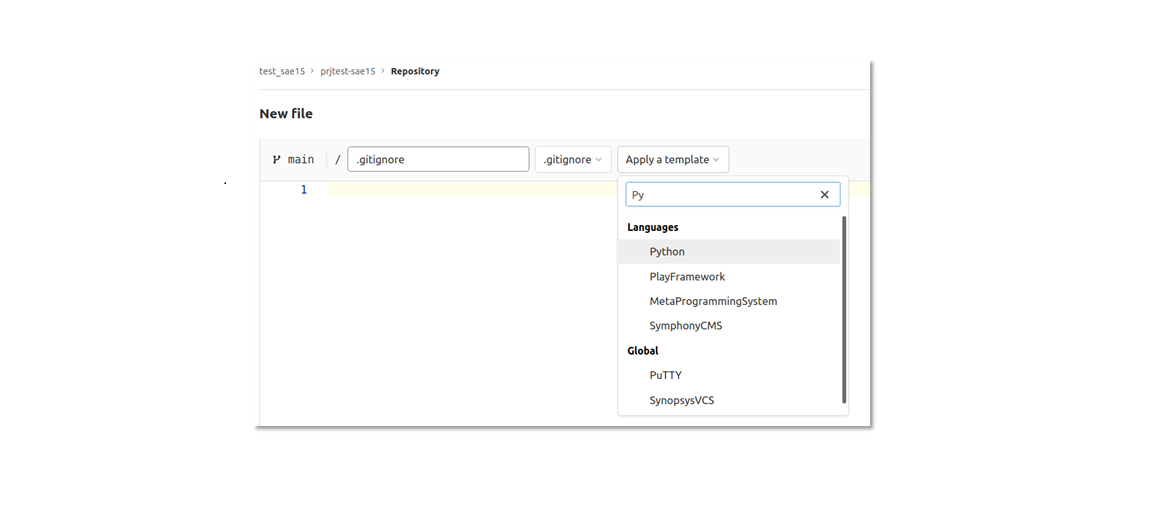 test_sae15 > prjtest-sae15 > Repository
New file
main / .gitignore .gitignore Apply a template
1
Py
Languages
Python
PlayFramework
MetaProgrammingSystem
SymphonyCMS
Global
PuTTY
SynopsysVCS